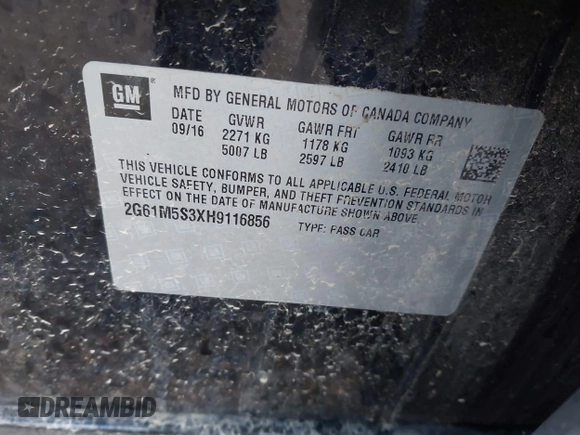 GM
MFD BY GENERAL MOTORS OF CANADA COMPANY
DATE GVWR GAWR FRT GAWR RR
09/16 2271 KG 1178 KG 1093 KG
5007 LB 2597 LB 2410 LB
THIS VEHICLE CONFORMS TO ALL APPLICABLE U.S. FEDERAL MOTOR
VEHICLE SAFETY, BUMPER, AND THEFT PREVENTION STANDARDS IN
EFFECT ON THE DATE OF MANUFACTURE SHOWN ABOVE.
2G61M5S3XH9116856 TYPE: PASS CAR
DREAMBID